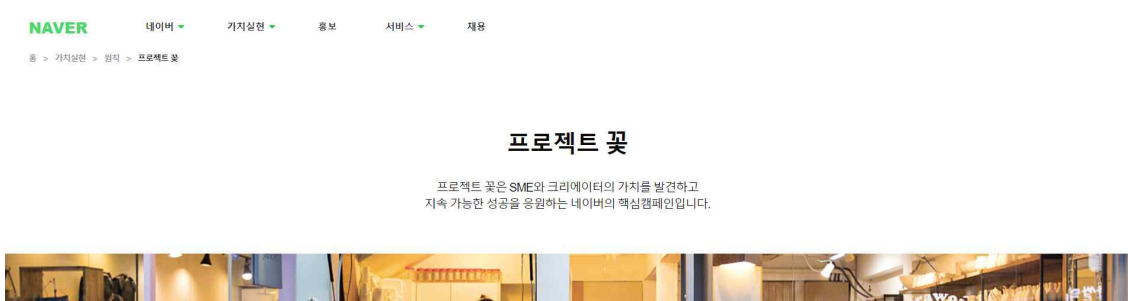 NAVER 네이버 가치실현 홍보 서비스 채용
홈 > 가치실현 > 원칙 > 프로젝트 꽃
프로젝트 꽃
프로젝트 꽃은 SME와 크리에이터의 가치를 발견하고
지속 가능한 성공을 응원하는 네이버의 핵심캠페인입니다.